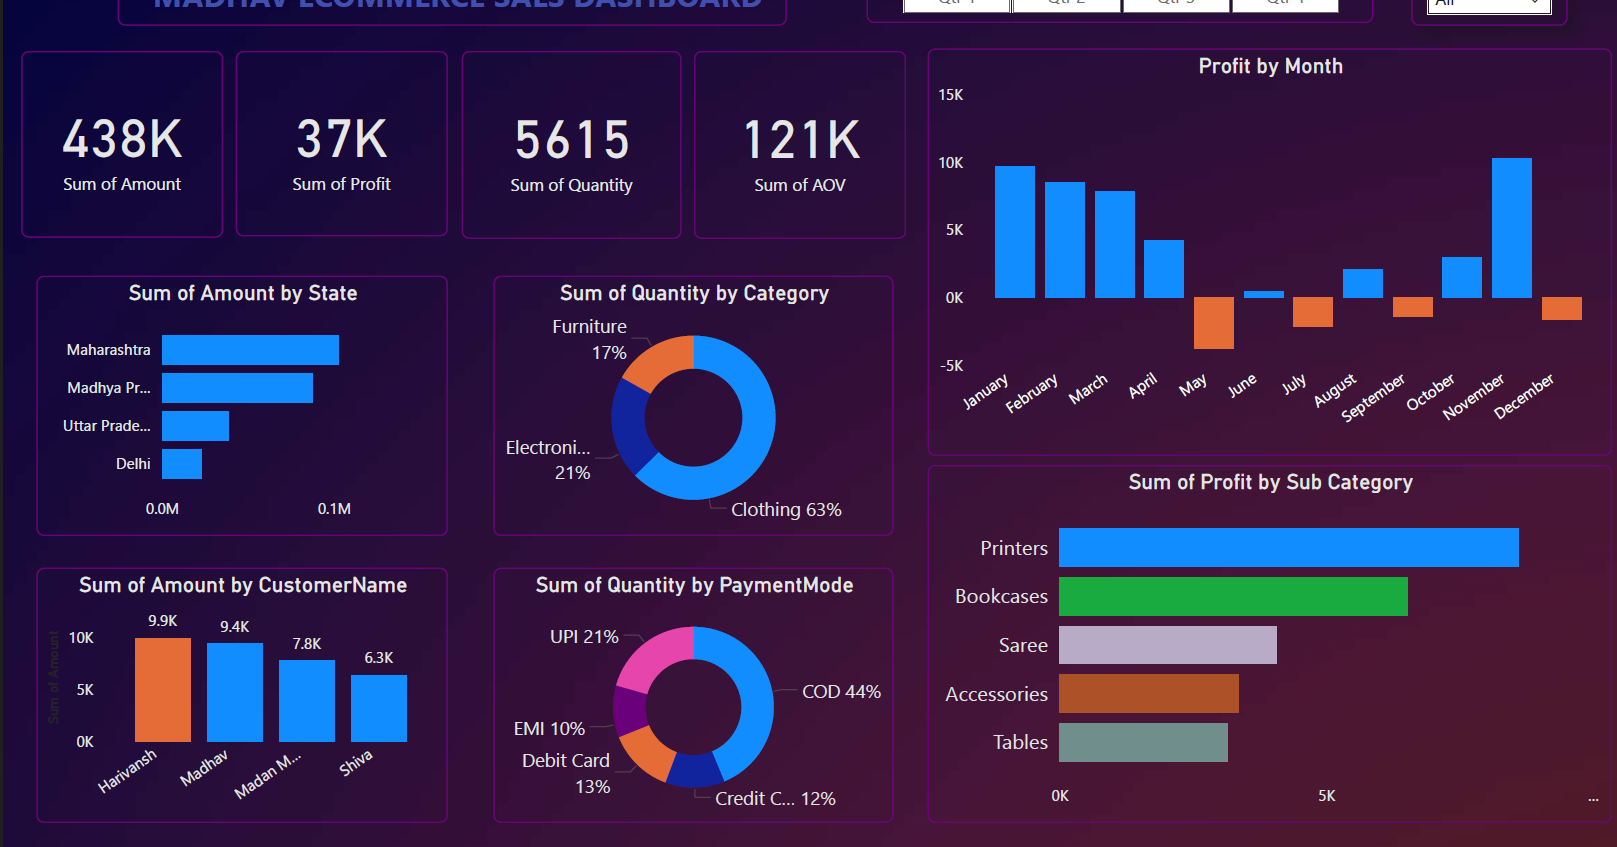 MADHAV ECOMMERCE SALES DASHBOARD
Qtr 1
Qtr 2
Qtr 3
Qtr 4
All
438K
Sum of Amount
37K
Sum of Profit
5615
Sum of Quantity
121K
Sum of AOV
Profit by Month
15K
10K
5K
0K
-5K
January
February
March
April
May
June
July
August
September
October
November
December
Sum of Amount by State
Maharashtra
Madhya Pr...
Uttar Prade...
Delhi
0.0M
0.1M
Sum of Quantity by Category
Furniture
17%
Electroni...
21%
Clothing 63%
Sum of Profit by Sub Category
Printers
Bookcases
Saree
Accessories
Tables
0K
5K
...
Sum of Amount by CustomerName
Sum of Amount
10K
5K
0K
9.9K
9.4K
7.8K
6.3K
Harivansh
Madhav
Madan M...
Shiva
Sum of Quantity by PaymentMode
UPI 21%
COD 44%
EMI 10%
Debit Card
13%
Credit C... 12%